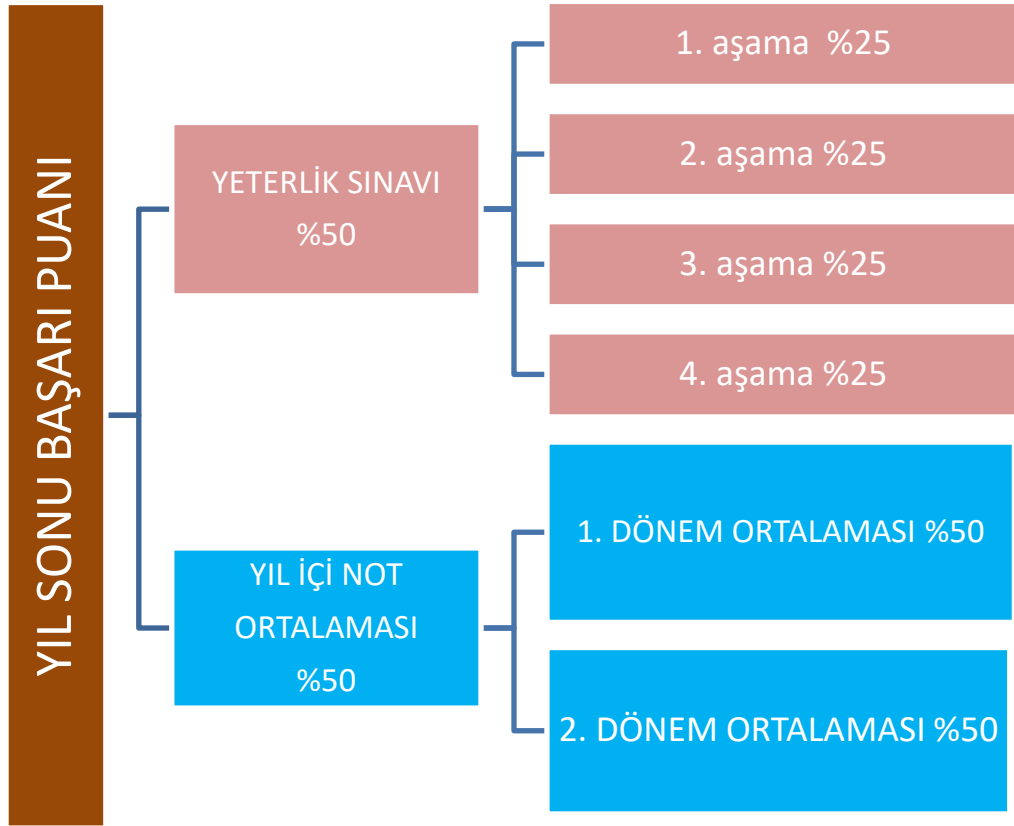 YIL SONU BAŞARI PUANI
YETERLİK SINAVI
%50
1. aşama %25
2. aşama %25
3. aşama %25
4. aşama %25
YIL İÇİ NOT
ORTALAMASI
%50
1. DÖNEM ORTALAMASI %50
2. DÖNEM ORTALAMASI %50